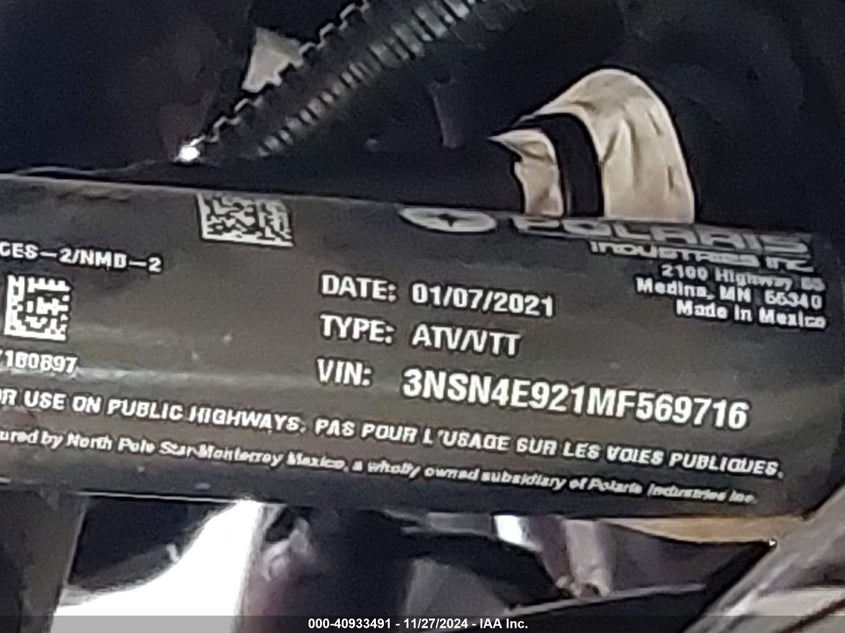 POLARIS
INDUSTRIES INC.
2100 Highway 55
Medina, MN 55340
Made in Mexico
CES-2/NMB-2
DATE: 01/07/2021
TYPE: ATV/VTT
VIN: 3NSN4E921MF569716
7180897
OR USE ON PUBLIC HIGHWAYS. PAS POUR L'USAGE SUR LES VOIES PUBLIQUES.
ured by North Pole Star-Monterrey Mexico, a wholly owned subsidiary of Polaris Industries Inc.
000-40933491 - 11/27/2024 - IAA Inc.